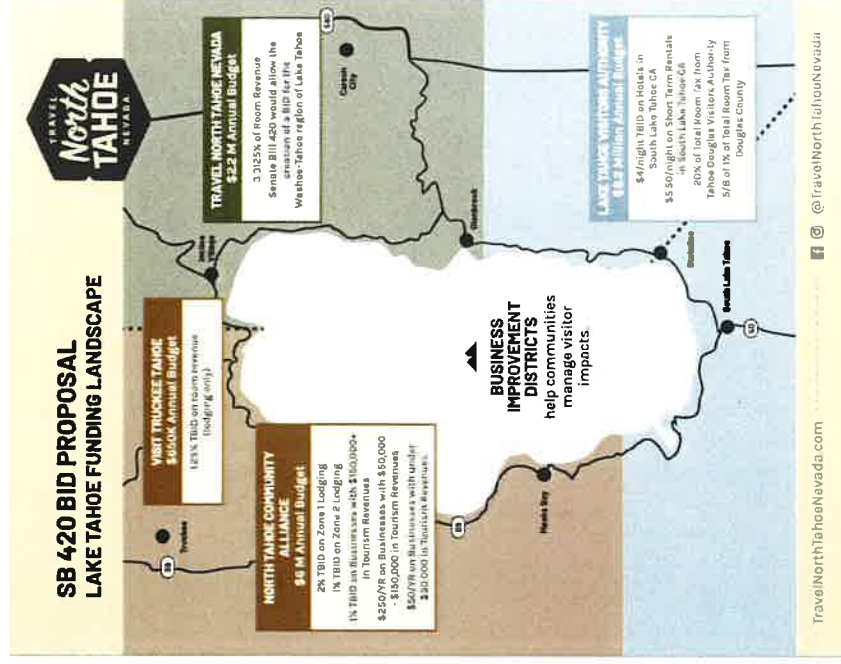 SB 420 BID PROPOSAL
LAKE TAHOE FUNDING LANDSCAPE
TRAVEL
North
TAHOE
NEVADA
VISIT TRUCKEE TAHOE
$650K Annual Budget
1.25% TBID on room revenue
(lodging only)
TRAVEL NORTH TAHOE NEVADA
$2.2 M Annual Budget
3.3125% of Room Revenue
Senate Bill 420 would allow the
creation of a BID for the
Washoe-Tahoe region of Lake Tahoe
NORTH TAHOE COMMUNITY
ALLIANCE
$6 M Annual Budget
2% TBID on Zone 1 Lodging
1% TBID on Zone 2 Lodging
1% TBID on Businesses with $150,000+
in Tourism Revenues
$250/YR on Businesses with $50,000
- $150,000 in Tourism Revenues
$50/YR on Businesses with under
in Tourism Revenues
LAKE TAHOE VISITORS AUTHORITY
Million Annual Budget
$4/night TBID on Hotels in
South Lake Tahoe CA
$5.50/night on Short Term Rentals
in South Lake Tahoe CA
20% of Total Room Tax from
Tahoe Douglas Visitors Authority
5/8 of 1% of Total Room Tax from
Douglas County
BUSINESS
IMPROVEMENT
DISTRICTS
help communities
manage visitor
impacts.
Truckee
89
Incline
Village
Carson
City
Glenbrook
89
Stateline
South Lake Tahoe
50
TravelNorthTahoeNevada.com
@TravelNorthTahoeNevada